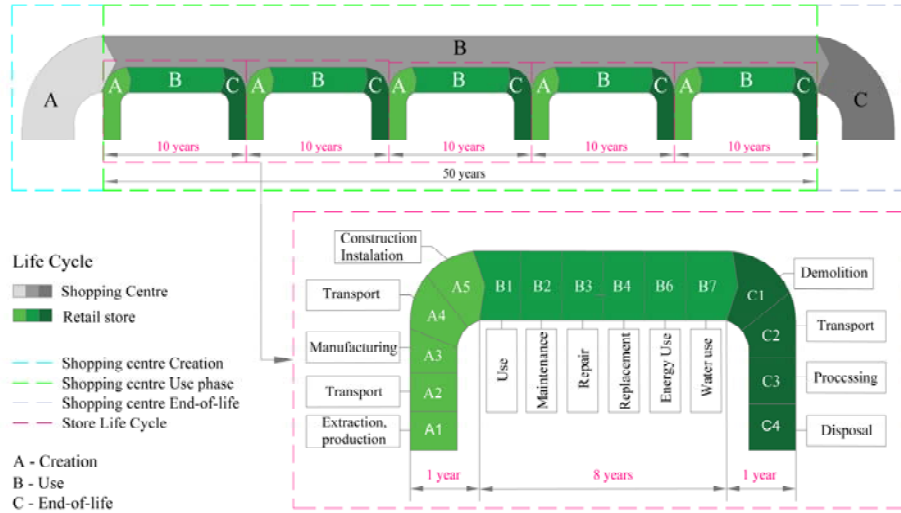 B
A
A B C A B C A B C A B C A B C
C
10 years 10 years 10 years 10 years 10 years
50 years
Life Cycle
Shopping Centre
Retail store
Shopping centre Creation
Shopping centre Use phase
Shopping centre End-of-life
Store Life Cycle
A - Creation
B - Use
C - End-of-life
Construction
Instalation
Transport
Manufacturing
Transport
Extraction,
production
A5
A4
A3
A2
A1
B1 B2 B3 B4 B6 B7
Use
Maintenance
Repair
Replacement
Energy Use
Water use
C1
C2
C3
C4
Demolition
Transport
Processing
Disposal
1 year 8 years 1 year